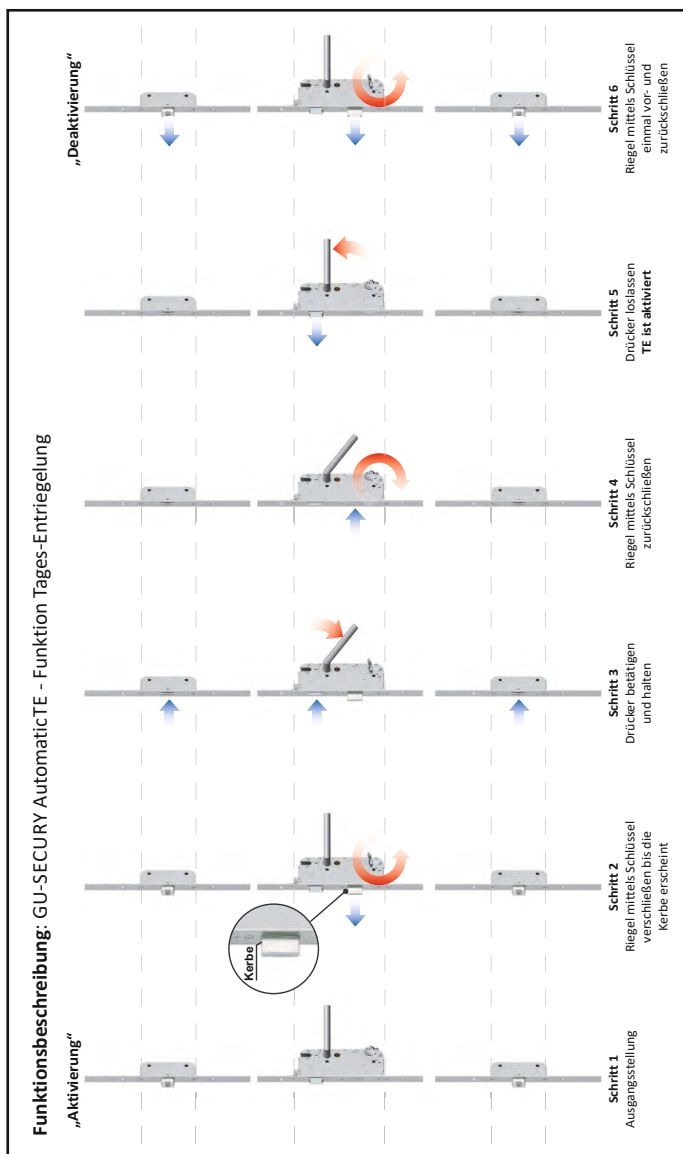 Funktionsbeschreibung: GU-SECURY Automatic TE - Funktion Tages-Entriegelung
„Aktivierung“
„Deaktivierung“
Kerbe
Schritt 1
Ausgangsstellung
Schritt 2
Riegel mittels Schlüssel
verschließen bis die
Kerbe erscheint
Schritt 3
Drücker betätigen
und halten
Schritt 4
Riegel mittels Schlüssel
zurückschließen
Schritt 5
Drücker loslassen
TE ist aktiviert
Schritt 6
Riegel mittels Schlüssel
einmal vor- und
zurückschließen